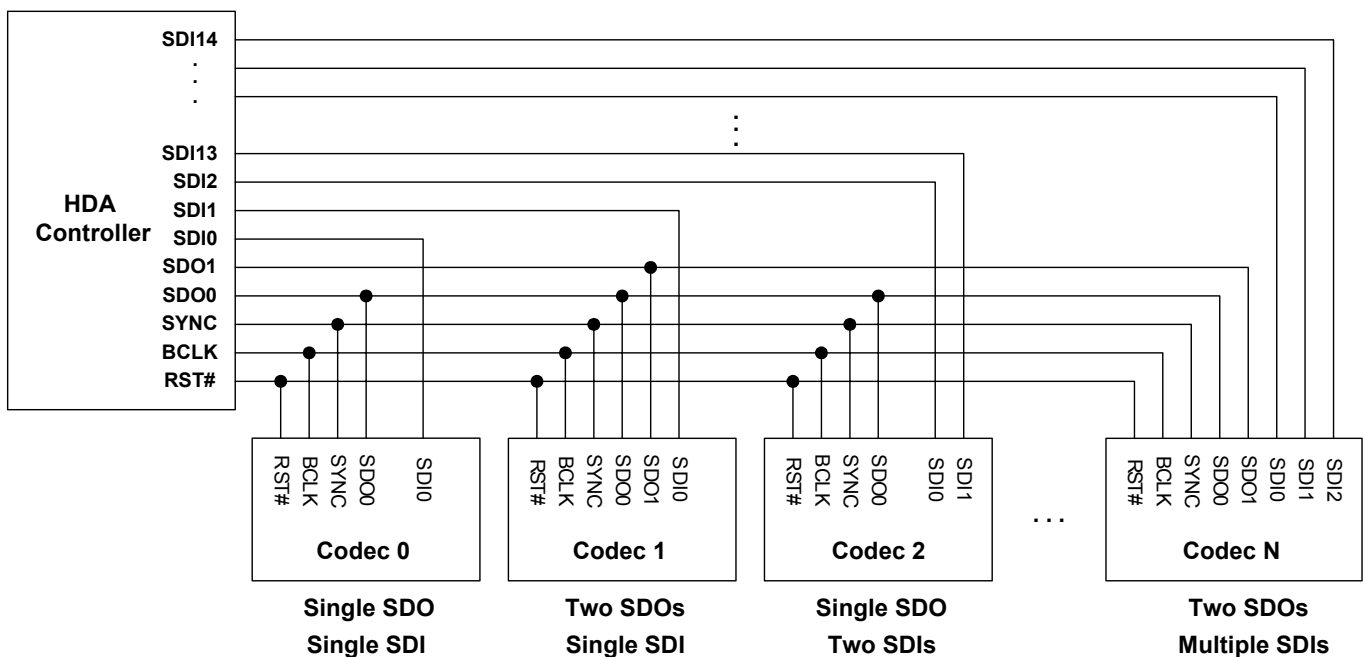 SDI14
.
.
.
SDI13
SDI2
SDI1
SDI0
SDO1
SDO0
SYNC
BCLK
RST#
HDA
Controller
. . .
RST#
BCLK
SYNC
SDO0
SDI0
Codec 0
Single SDO
Single SDI
RST#
BCLK
SYNC
SDO0
SDO1
SDI0
Codec 1
Two SDOs
Single SDI
RST#
BCLK
SYNC
SDO0
SDI0
SDI1
Codec 2
Single SDO
Two SDIs
. . .
RST#
BCLK
SYNC
SDO0
SDO1
SDI0
SDI1
SDI2
Codec N
Two SDOs
Multiple SDIs